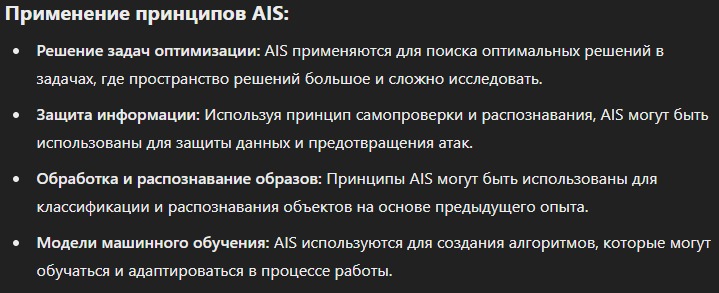 Применение принципов AIS:
Решение задач оптимизации: AIS применяются для поиска оптимальных решений в
задачах, где пространство решений большое и сложно исследовать.
Защита информации: Используя принцип самопроверки и распознавания, AIS могут быть
использованы для защиты данных и предотвращения атак.
Обработка и распознавание образов: Принципы AIS могут быть использованы для
классификации и распознавания объектов на основе предыдущего опыта.
Модели машинного обучения: AIS используются для создания алгоритмов, которые могут
обучаться и адаптироваться в процессе работы.